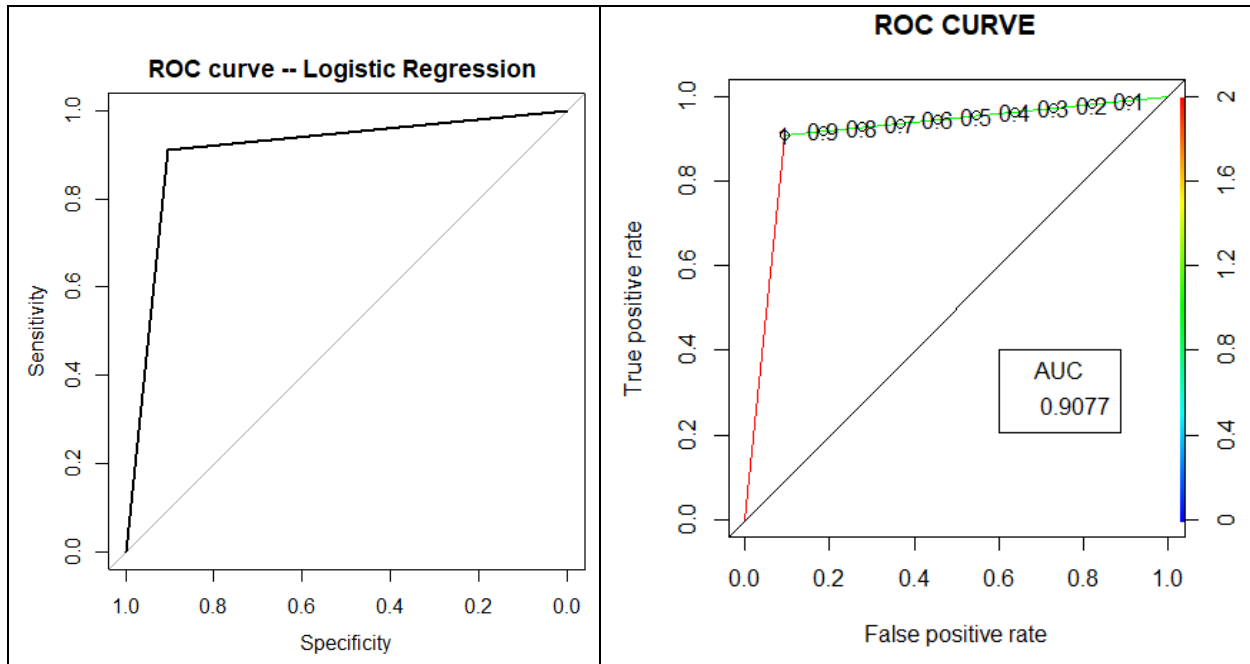 ROC curve -- Logistic Regression
1.0
0.8
0.6
0.4
0.2
0.0
Sensitivity
1.0 0.8 0.6 0.4 0.2 0.0
Specificity
ROC CURVE
1.0
0.8
0.6
0.4
0.2
0.0
True positive rate
1 0.9 0.8 0.7 0.6 0.5 0.4 0.3 0.2 0.1
AUC
0.9077
2
1.6
1.2
0.8
0.4
0
0.0 0.2 0.4 0.6 0.8 1.0
False positive rate